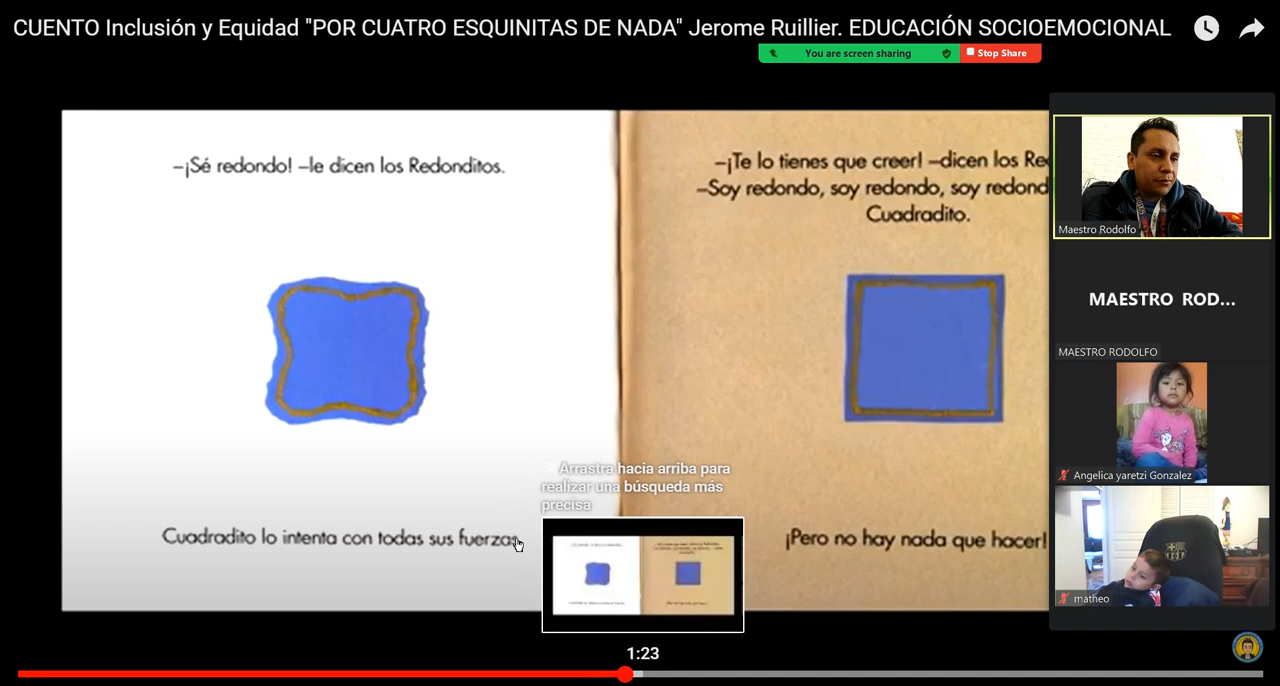 CUENTO Inclusión y Equidad "POR CUATRO ESQUINITAS DE NADA" Jerome Ruillier. EDUCACIÓN SOCIOEMOCIONAL
You are screen sharing
Stop Share
–¡Sé redondo! –le dicen los Redonditos.
Cuadradito lo intenta con todas sus fuerzas
–¡Te lo tienes que creer! –dicen los Re
–Soy redondo, soy redondo, soy redond
Cuadradito.
¡Pero no hay nada que hacer!
Arrastra hacia arriba para
realizar una búsqueda más
precisa
1:23
Maestro Rodolfo
MAESTRO ROD...
MAESTRO RODOLFO
Angelica yaretzi Gonzalez
matheo